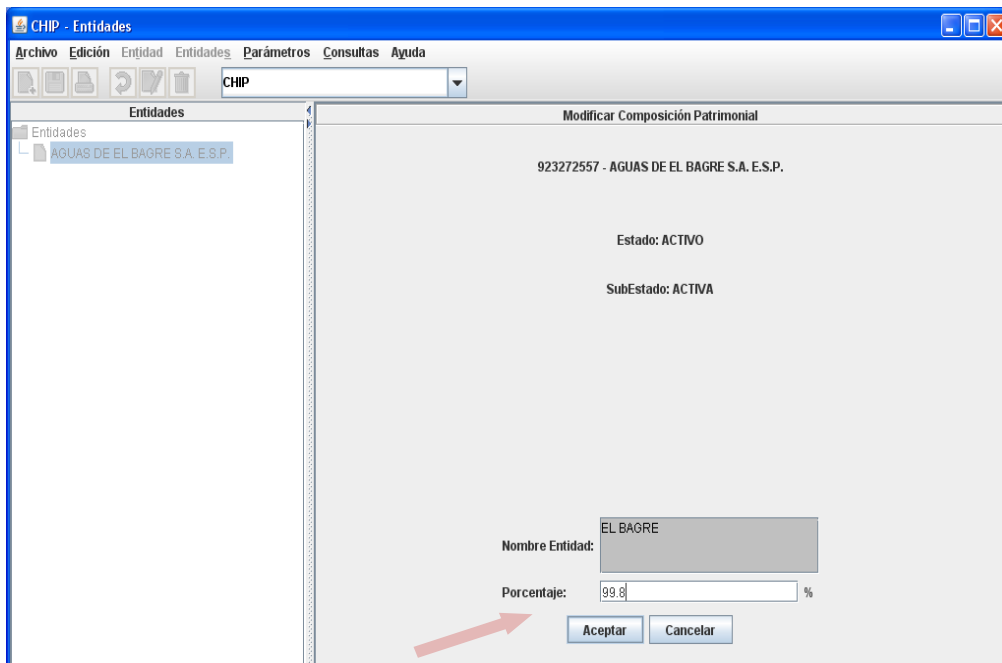 CHIP - Entidades
Archivo Edición Entidad Entidades Parámetros Consultas Ayuda
CHIP
Entidades
Entidades
AGUAS DE EL BAGRE S.A. E.S.P.
Modificar Composición Patrimonial
923272557 - AGUAS DE EL BAGRE S.A. E.S.P.
Estado: ACTIVO
SubEstado: ACTIVA
Nombre Entidad: EL BAGRE
Porcentaje: 99.8 %
Aceptar Cancelar